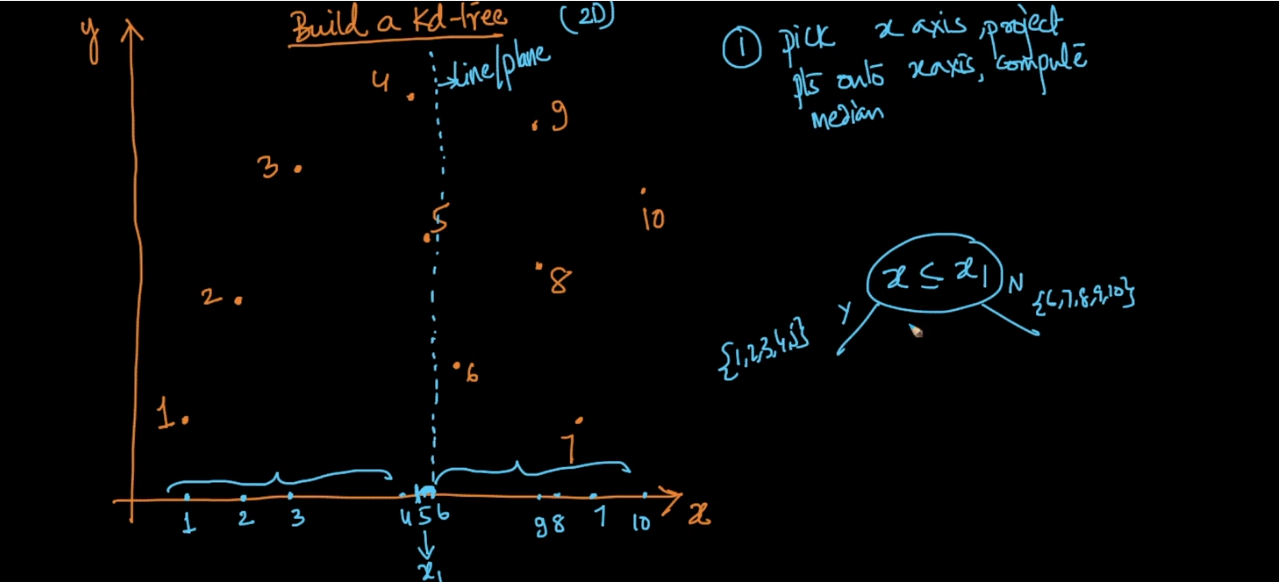 Build a Kd-tree (2D)
y
① pick x axis, project
pts onto x axis, compute
median
4
→ Line/plane
9
3
5
10
8
2
x ≤ x1
N
{6,7,8,9,10}
Y
{1,2,3,4,5}
6
1
7
1 2 3 4 5 6 9 8 7 10
x
x1